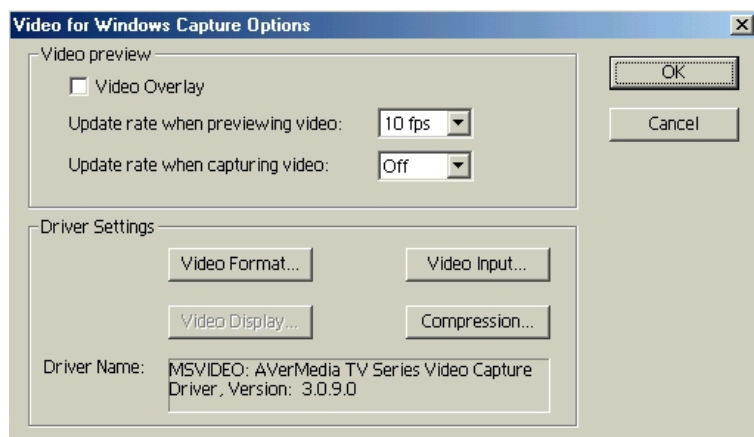 Video for Windows Capture Options
Video preview
Video Overlay
Update rate when previewing video: 10 fps
Update rate when capturing video: Off
OK
Cancel
Driver Settings
Video Format... Video Input...
Video Display... Compression...
Driver Name: MSVIDEO: AVerMedia TV Series Video Capture
Driver, Version: 3.0.9.0